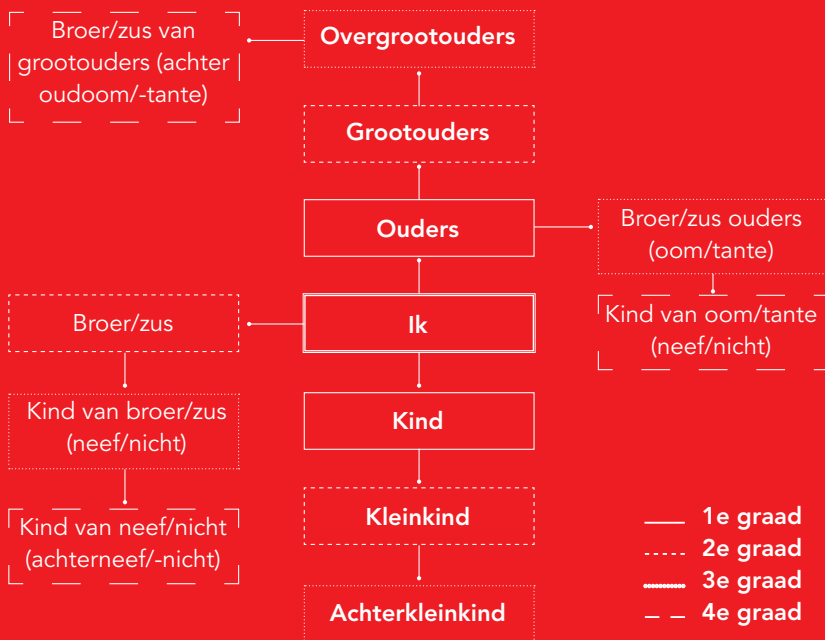 Broer/zus van
grootouders (achter
oudoom/-tante)
Overgrootouders
Grootouders
Ouders
Broer/zus ouders
(oom/tante)
Broer/zus
Ik
Kind van oom/tante
(neef/nicht)
Kind van broer/zus
(neef/nicht)
Kind
Kind van neef/nicht
(achterneef/-nicht)
Kleinkind
Achterkleinkind
1e graad
2e graad
3e graad
4e graad